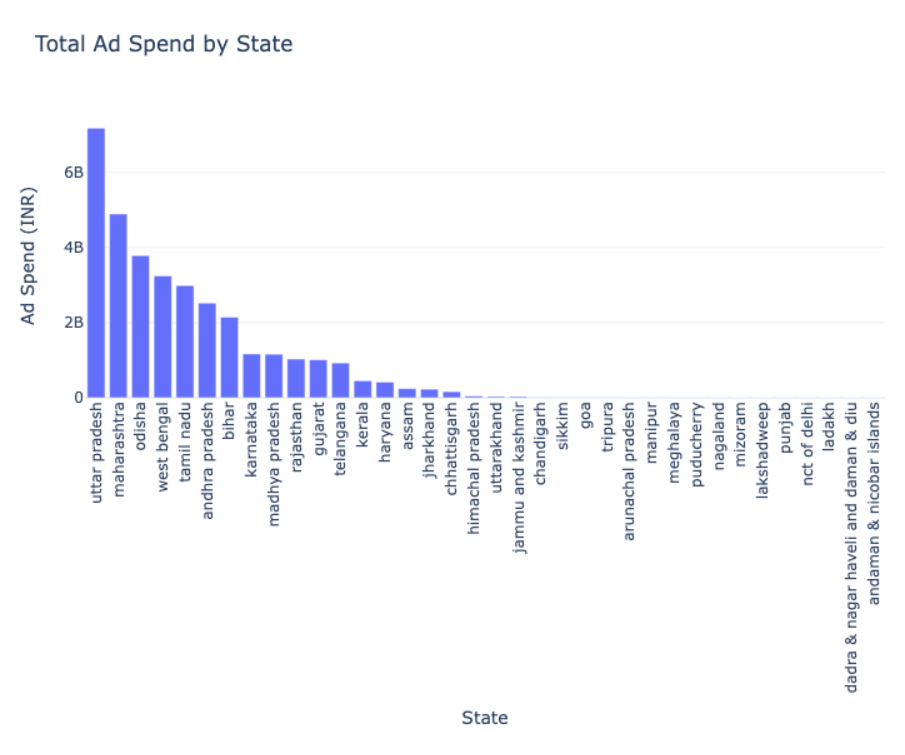 Total Ad Spend by State
Ad Spend (INR)
6B
4B
2B
0
uttar pradesh
maharashtra
odisha
west bengal
tamil nadu
andhra pradesh
bihar
karnataka
madhya pradesh
rajasthan
gujarat
telangana
kerala
haryana
assam
jharkhand
chhattisgarh
himachal pradesh
uttarakhand
jammu and kashmir
chandigarh
sikkim
goa
tripura
arunachal pradesh
manipur
meghalaya
puducherry
nagaland
mizoram
lakshadweep
punjab
nct of delhi
ladakh
dadra & nagar haveli and daman & diu
andaman & nicobar islands
State